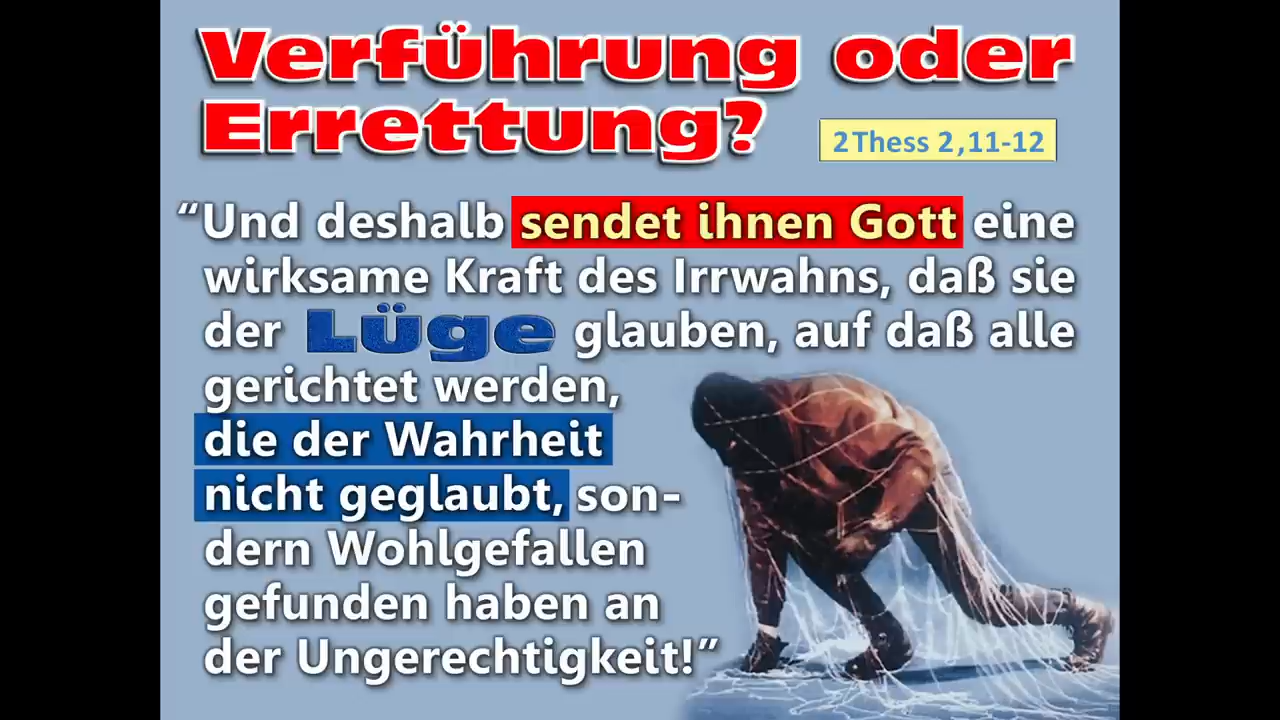 Verführung oder
Errettung?
2Thess 2,11-12
“Und deshalb sendet ihnen Gott eine
wirksame Kraft des Irrwahns, daß sie
der Lüge glauben, auf daß alle
gerichtet werden,
die der Wahrheit
nicht geglaubt, son-
dern Wohlgefallen
gefunden haben an
der Ungerechtigkeit!”